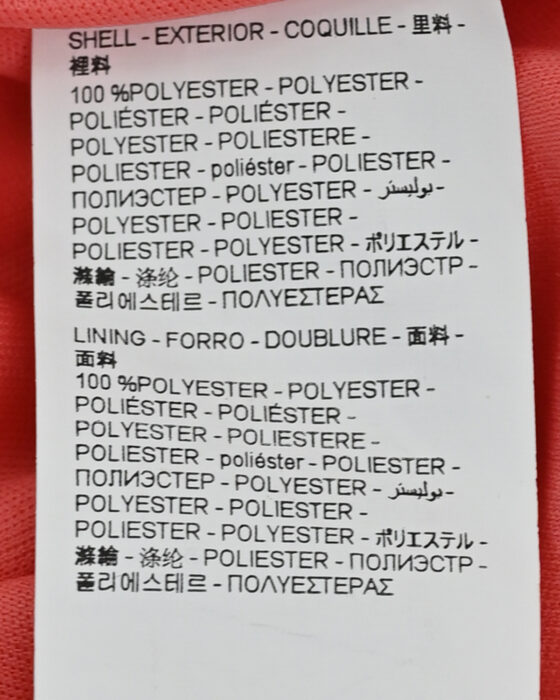 SHELL - EXTERIOR - COQUILLE - 里料 -
裡料
100 %POLYESTER - POLYESTER -
POLIÉSTER - POLIÉSTER -
POLYESTER - POLIESTERE -
POLIESTER - poliéster - POLIESTER -
ПОЛИЭСТЕР - POLYESTER - بوليستر -
POLYESTER - POLIESTER -
POLIESTER - POLYESTER - ポリエステル -
滌綸 - 涤纶 - POLIESTER - ПОЛИЭСТР -
폴리에스테르 - ΠΟΛΥΕΣΤΕΡΑΣ
LINING - FORRO - DOUBLURE - 面料 -
面料
100 %POLYESTER - POLYESTER -
POLIÉSTER - POLIÉSTER -
POLYESTER - POLIESTERE -
POLIESTER - poliéster - POLIESTER -
ПОЛИЭСТЕР - POLYESTER - بوليستر -
POLYESTER - POLIESTER -
POLIESTER - POLYESTER - ポリエステル -
滌綸 - 涤纶 - POLIESTER - ПОЛИЭСТР -
폴리에스테르 - ΠΟΛΥΕΣΤΕΡΑΣ